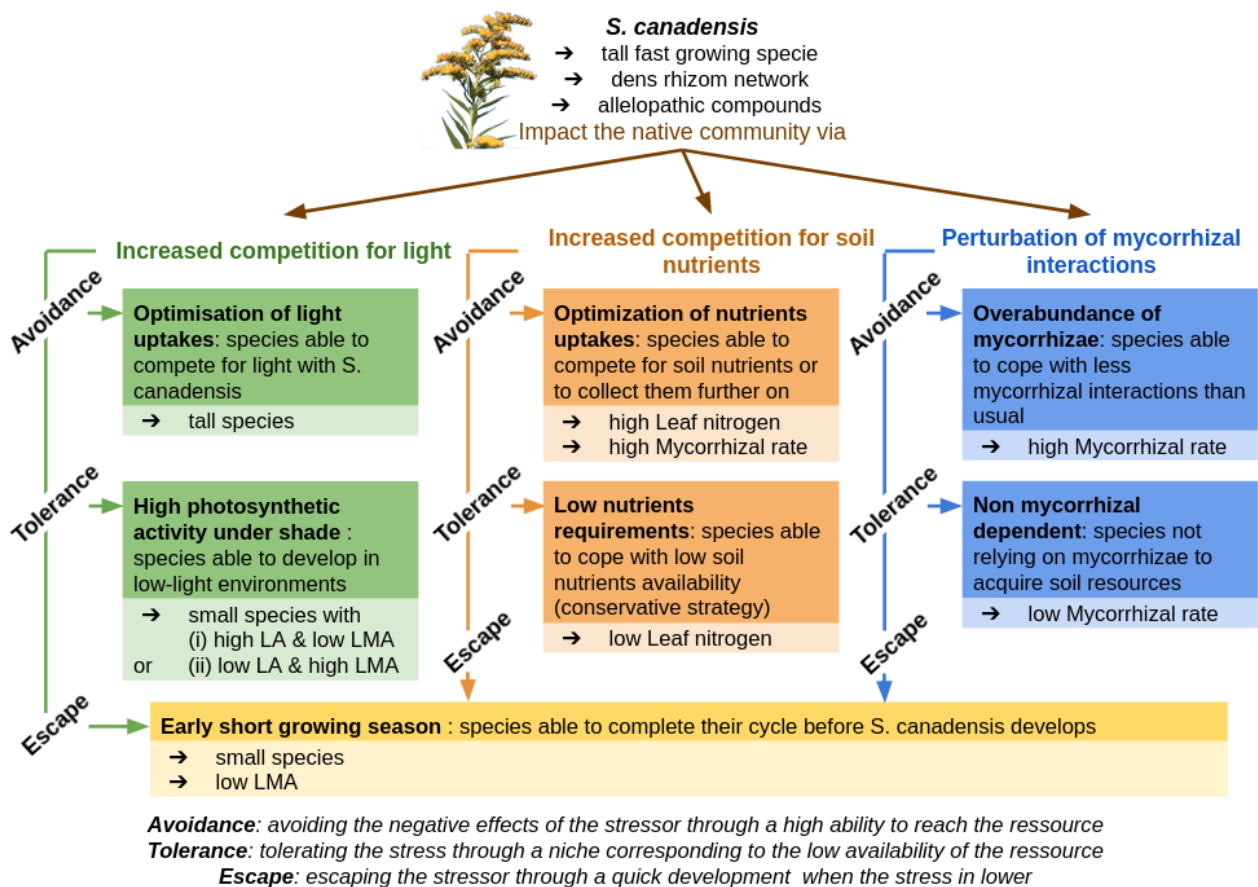 S. canadensis
➔ tall fast growing specie
➔ dens rhizom network
➔ allelopathic compounds
Impact the native community via
Increased competition for light
Avoidance
Optimisation of light
uptakes: species able to
compete for light with S.
canadensis
➔ tall species
Tolerance
High photosynthetic
activity under shade :
species able to develop in
low-light environments
➔ small species with
(i) high LA & low LMA
or (ii) low LA & high LMA
Escape
Increased competition for soil
nutrients
Avoidance
Optimization of nutrients
uptakes: species able to
compete for soil nutrients or
to collect them further on
➔ high Leaf nitrogen
➔ high Mycorrhizal rate
Tolerance
Low nutrients
requirements: species able
to cope with low soil
nutrients availability
(conservative strategy)
➔ low Leaf nitrogen
Escape
Perturbation of mycorrhizal
interactions
Avoidance
Overabundance of
mycorrhizae: species able
to cope with less
mycorrhizal interactions than
usual
➔ high Mycorrhizal rate
Tolerance
Non mycorrhizal
dependent: species not
relying on mycorrhizae to
acquire soil resources
➔ low Mycorrhizal rate
Escape
Early short growing season : species able to complete their cycle before S. canadensis develops
➔ small species
➔ low LMA
Avoidance: avoiding the negative effects of the stressor through a high ability to reach the ressource
Tolerance: tolerating the stress through a niche corresponding to the low availability of the ressource
Escape: escaping the stressor through a quick development when the stress in lower